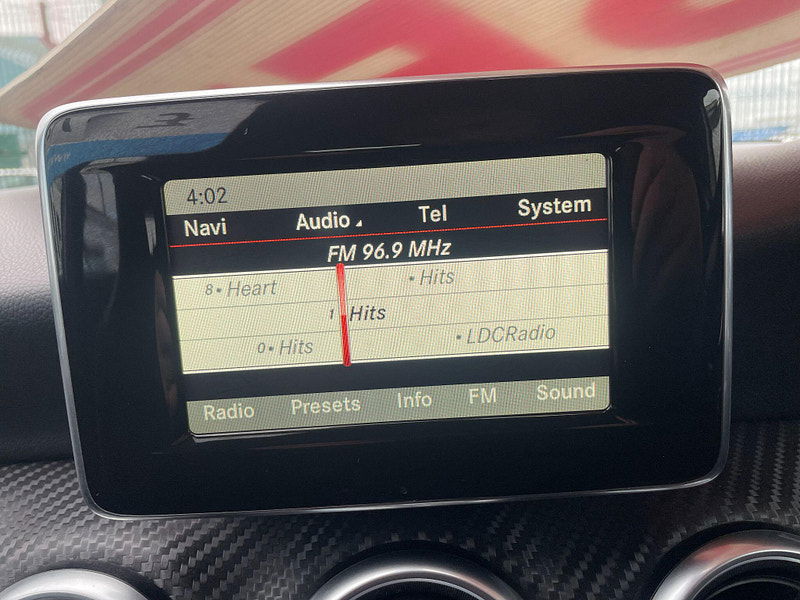 4:02
Navi Audio Tel System
FM 96.9 MHz
8 • Heart • Hits
1 Hits
0 • Hits • LDCRadio
Radio Presets Info FM Sound